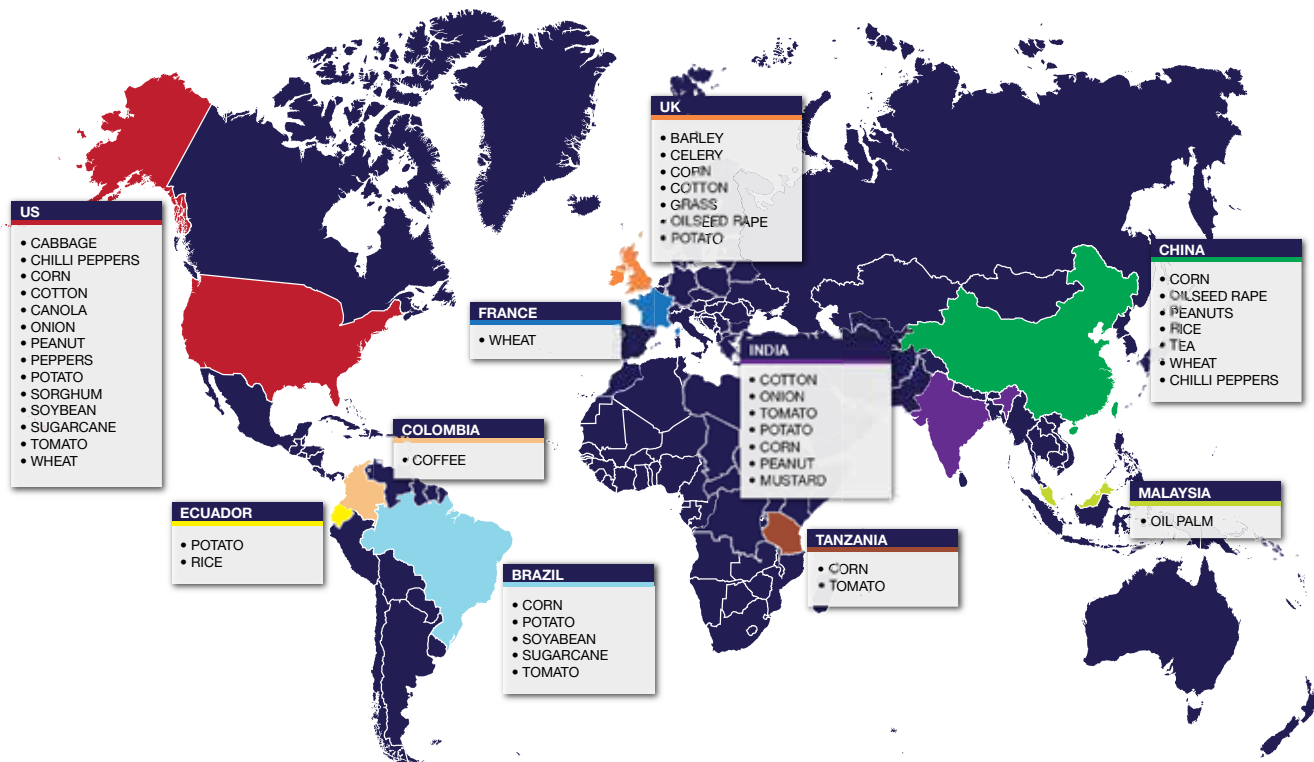 UK
• BARLEY
• CELERY
• CORN
• COTTON
• GRASS
• OILSEED RAPE
• POTATO
US
• CABBAGE
• CHILLI PEPPERS
• CORN
• COTTON
• CANOLA
• ONION
• PEANUT
• PEPPERS
• POTATO
• SORGHUM
• SOYBEAN
• SUGARCANE
• TOMATO
• WHEAT
CHINA
• CORN
• OILSEED RAPE
• PEANUTS
• RICE
• TEA
• WHEAT
• CHILLI PEPPERS
FRANCE
• WHEAT
INDIA
• COTTON
• ONION
• TOMATO
• POTATO
• CORN
• PEANUT
• MUSTARD
COLOMBIA
• COFFEE
MALAYSIA
• OIL PALM
ECUADOR
• POTATO
• RICE
TANZANIA
• CORN
• TOMATO
BRAZIL
• CORN
• POTATO
• SOYABEAN
• SUGARCANE
• TOMATO